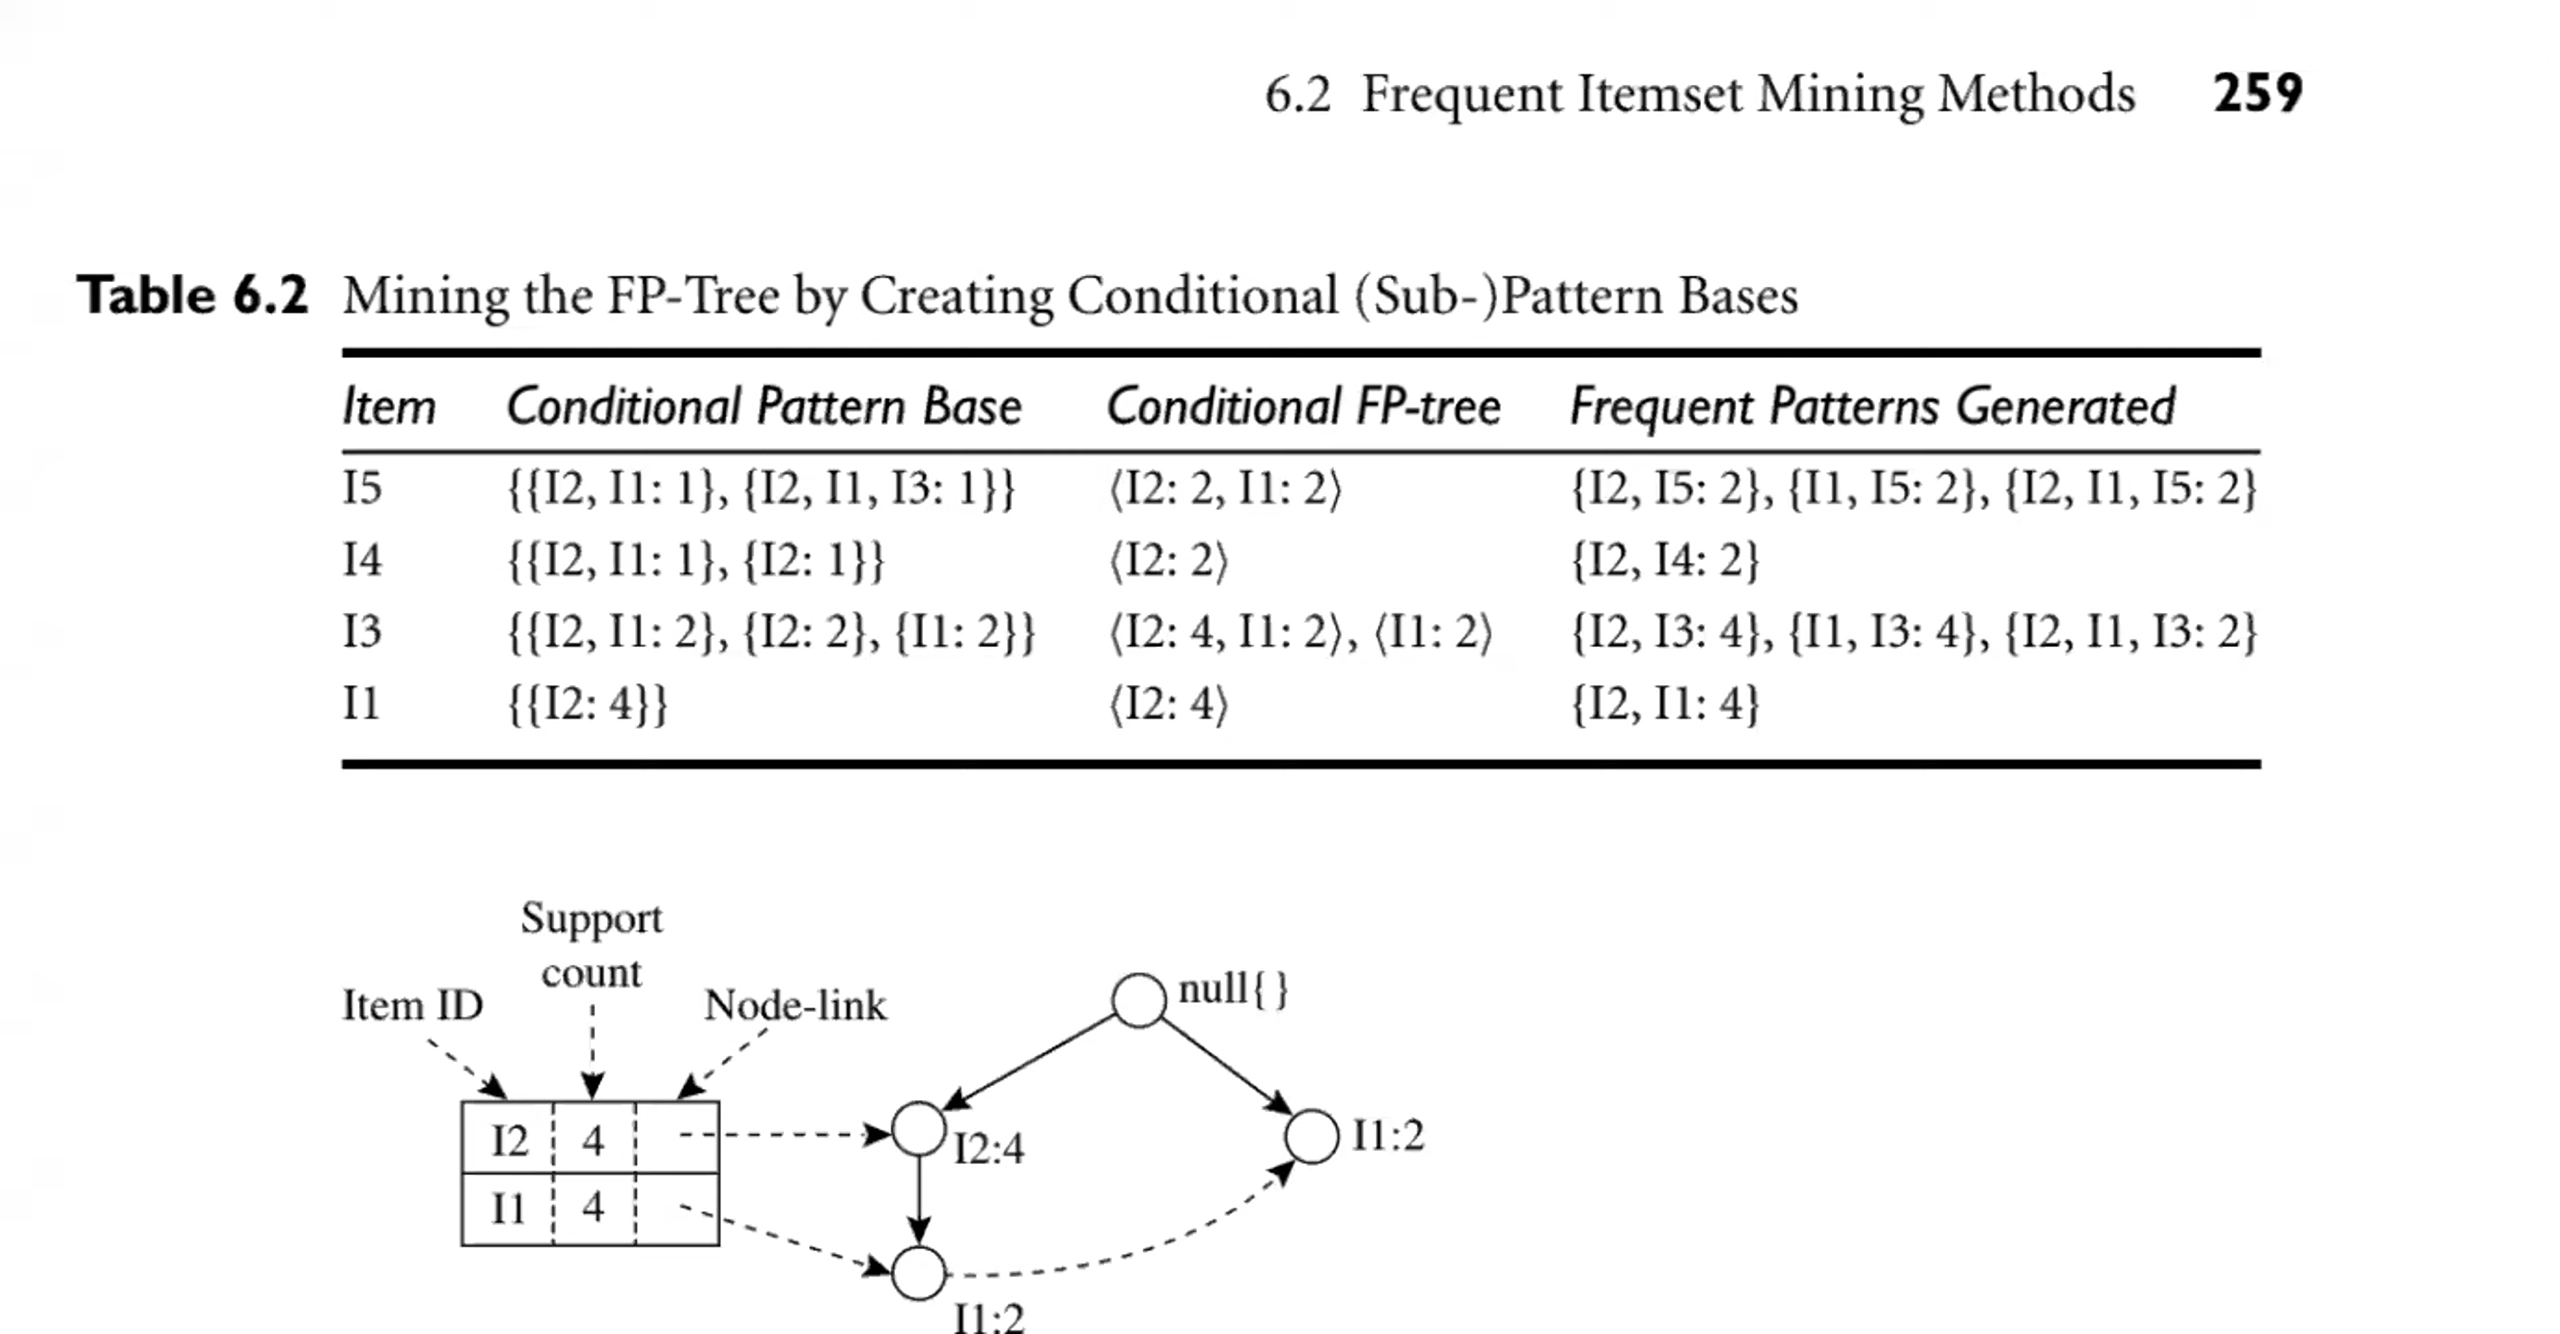 6.2 Frequent Itemset Mining Methods 259
Table 6.2 Mining the FP-Tree by Creating Conditional (Sub-)Pattern Bases
Item Conditional Pattern Base Conditional FP-tree Frequent Patterns Generated
I5 {{I2, I1: 1}, {I2, I1, I3: 1}} ⟨I2: 2, I1: 2⟩ {I2, I5: 2}, {I1, I5: 2}, {I2, I1, I5: 2}
I4 {{I2, I1: 1}, {I2: 1}} ⟨I2: 2⟩ {I2, I4: 2}
I3 {{I2, I1: 2}, {I2: 2}, {I1: 2}} ⟨I2: 4, I1: 2⟩, ⟨I1: 2⟩ {I2, I3: 4}, {I1, I3: 4}, {I2, I1, I3: 2}
I1 {{I2: 4}} ⟨I2: 4⟩ {I2, I1: 4}
Support
count
Item ID
Node-link
null{ }
I2 4
I1 4
I2:4
I1:2
I1:2